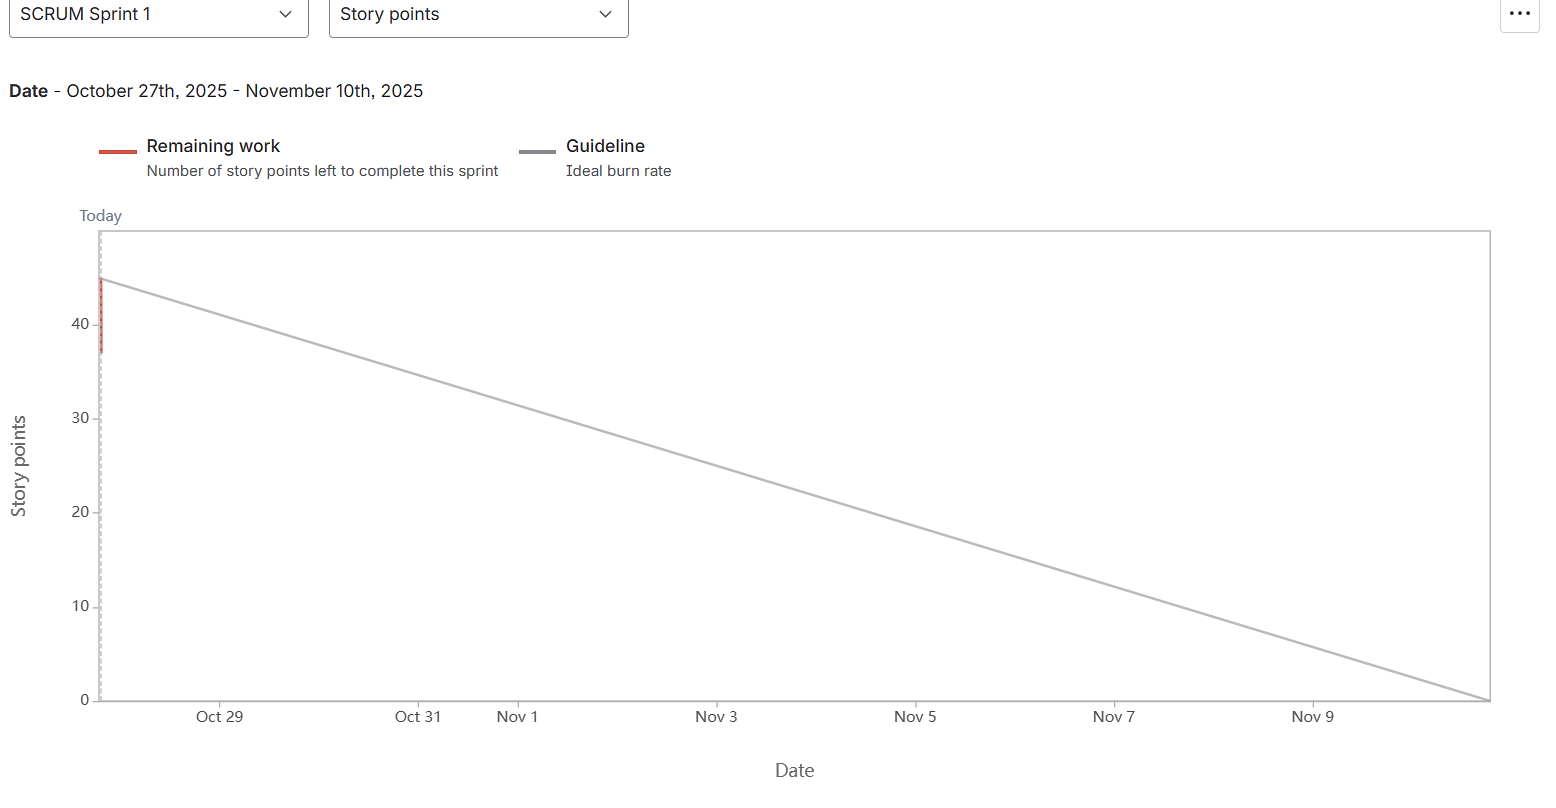 SCRUM Sprint 1
Story points
Date - October 27th, 2025 - November 10th, 2025
Remaining work
Number of story points left to complete this sprint
Guideline
Ideal burn rate
Today
40
30
20
10
0
Story points
Oct 29
Oct 31
Nov 1
Nov 3
Nov 5
Nov 7
Nov 9
Date